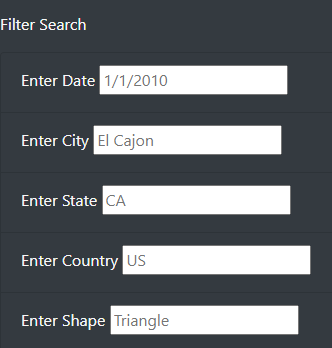 Filter Search
Enter Date 1/1/2010
Enter City El Cajon
Enter State CA
Enter Country US
Enter Shape Triangle